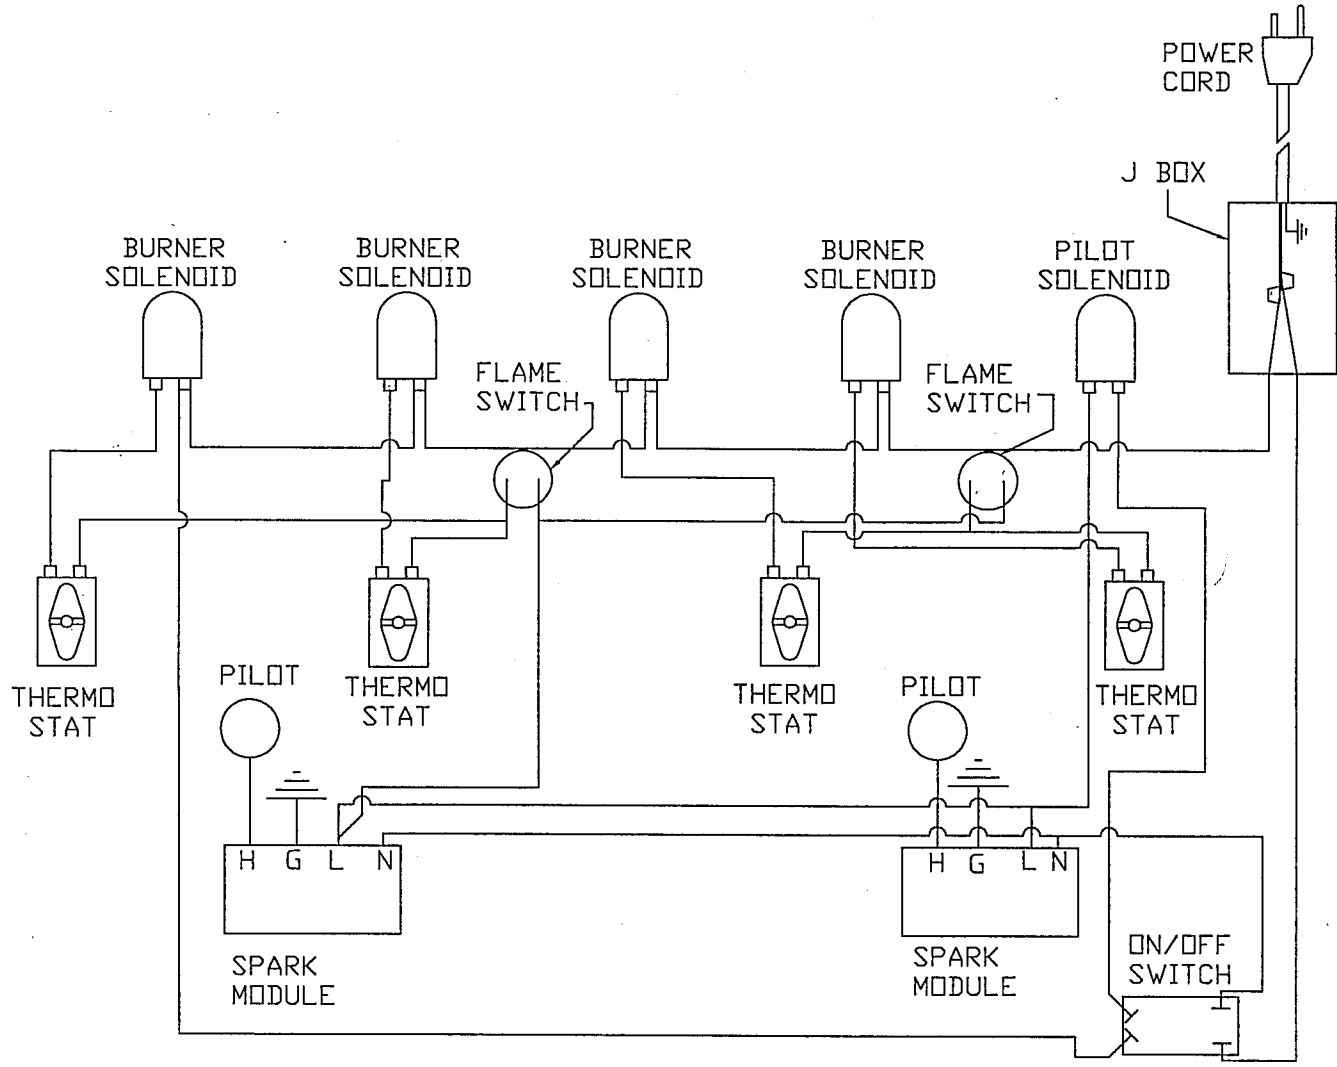 POWER
CORD
J BOX
BURNER
SOLENOID
BURNER
SOLENOID
BURNER
SOLENOID
BURNER
SOLENOID
PILOT
SOLENOID
FLAME
SWITCH
FLAME
SWITCH
THERMO
STAT
THERMO
STAT
THERMO
STAT
THERMO
STAT
PILOT
PILOT
H G L N
H G L N
SPARK
MODULE
SPARK
MODULE
ON/OFF
SWITCH